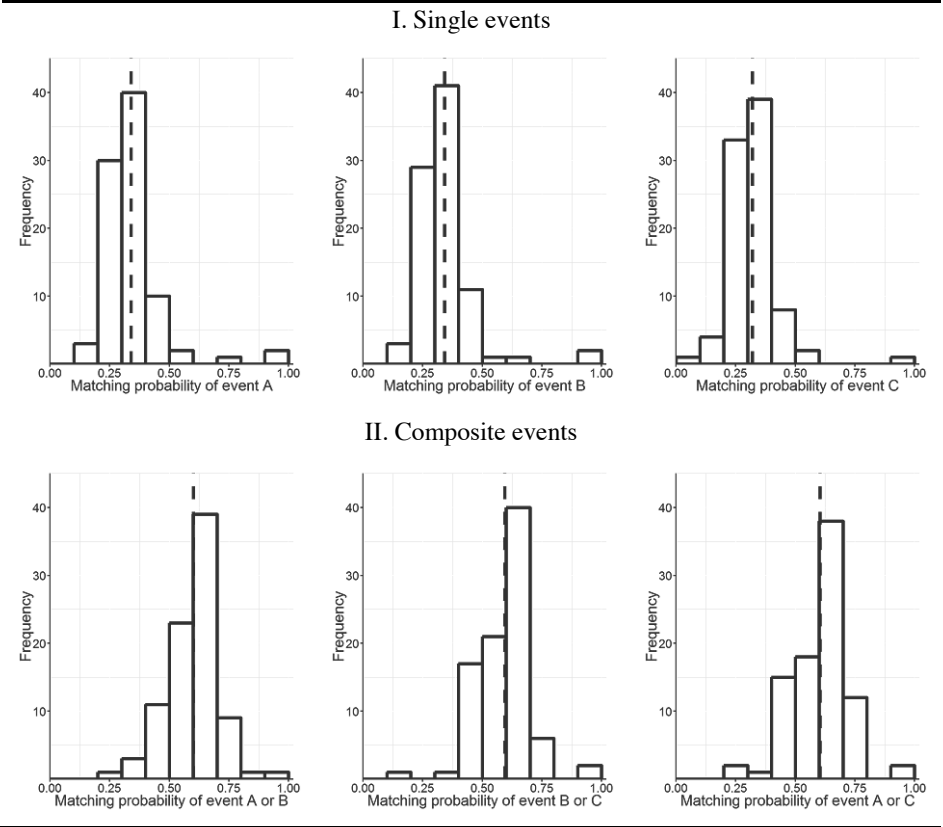 I. Single events
Frequency
40
30
20
10
0.00 0.25 0.50 0.75 1.00
Matching probability of event A
Frequency
40
30
20
10
0.00 0.25 0.50 0.75 1.00
Matching probability of event B
Frequency
40
30
20
10
0.00 0.25 0.50 0.75 1.00
Matching probability of event C
II. Composite events
Frequency
40
30
20
10
0.00 0.25 0.50 0.75 1.00
Matching probability of event A or B
Frequency
40
30
20
10
0.00 0.25 0.50 0.75 1.00
Matching probability of event B or C
Frequency
40
30
20
10
0.00 0.25 0.50 0.75 1.00
Matching probability of event A or C